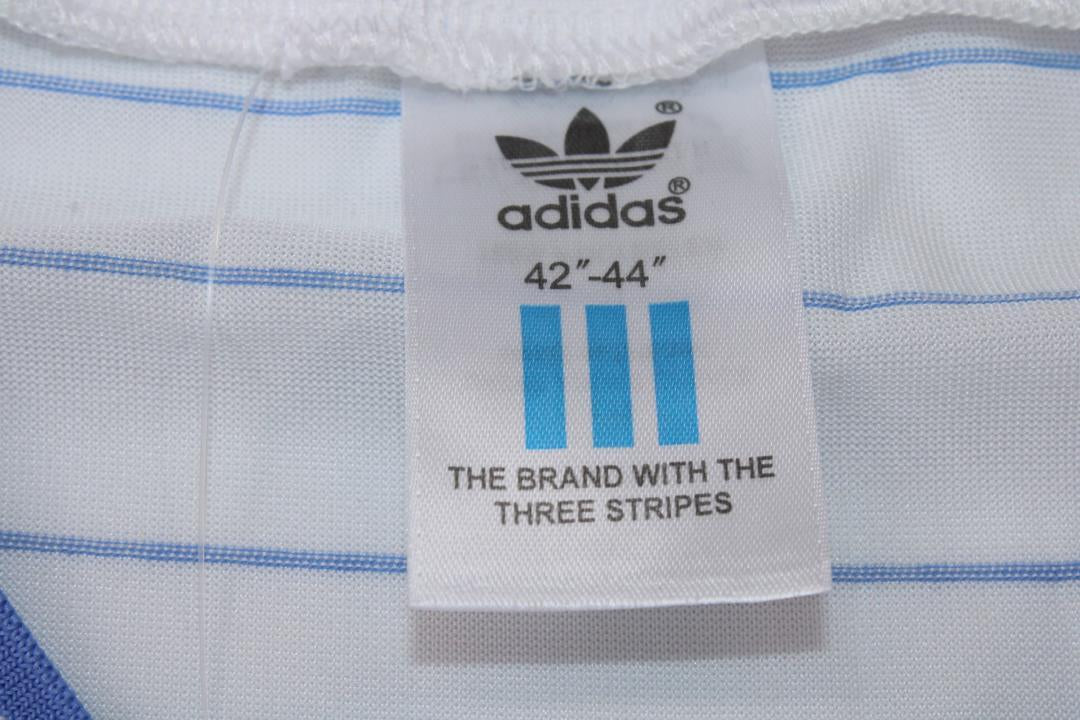 ®
adidas®
42"-44"
THE BRAND WITH THE
THREE STRIPES